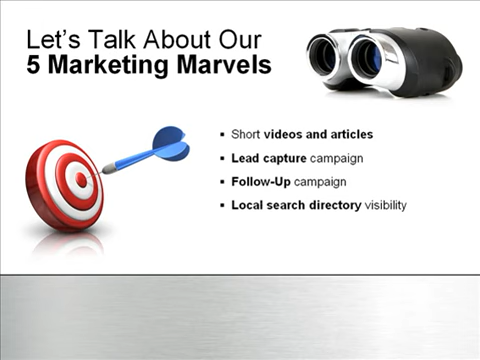 Let's Talk About Our
5 Marketing Marvels
▪ Short videos and articles
▪ Lead capture campaign
▪ Follow-Up campaign
▪ Local search directory visibility